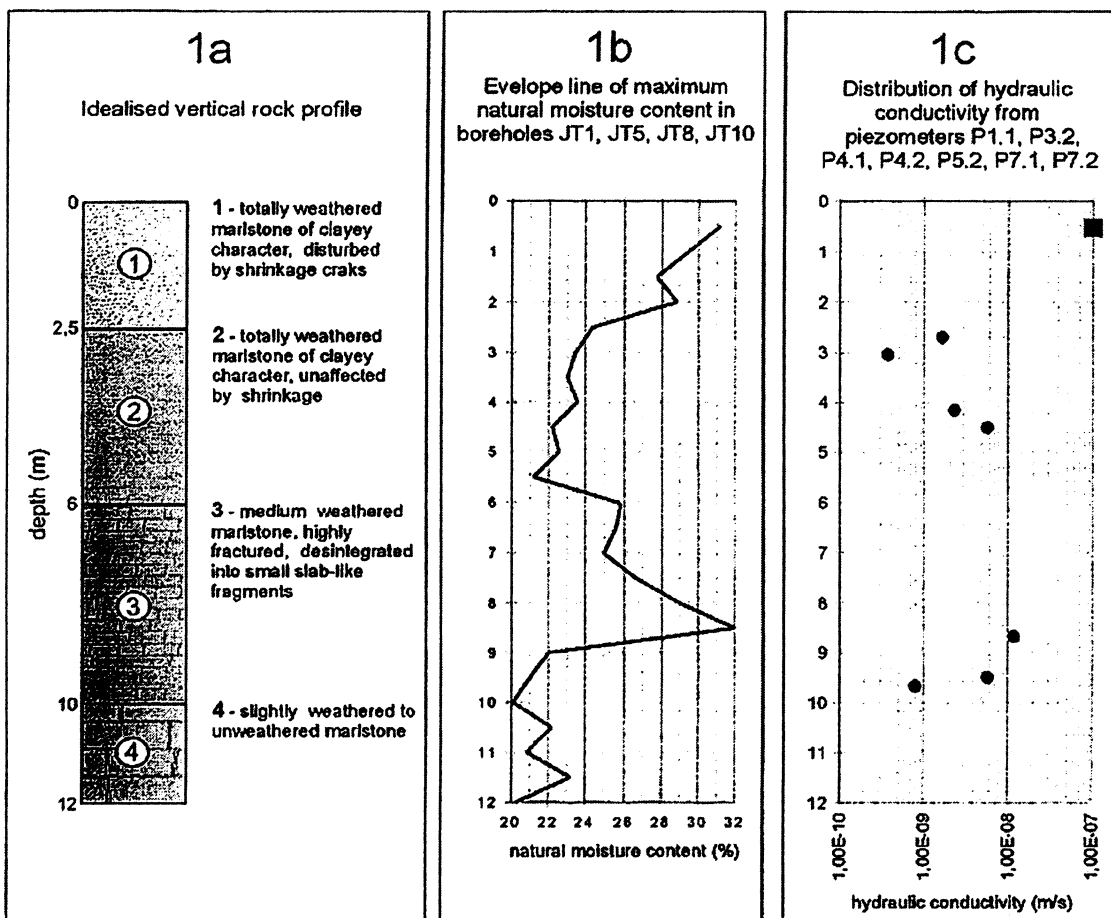 1a
Idealised vertical rock profile
0
2,5
6
10
12
depth (m)
1
2
3
4
1 - totally weathered
marlstone of clayey
character, disturbed
by shrinkage craks
2 - totally weathered
marlstone of clayey
character, unaffected
by shrinkage
3 - medium weathered
marlstone, highly
fractured, desintegrated
into small slab-like
fragments
4 - slightly weathered to
unweathered marlstone
1b
Evelope line of maximum
natural moisture content in
boreholes JT1, JT5, JT8, JT10
0
1
2
3
4
5
6
7
8
9
10
11
12
20 22 24 26 28 30 32
natural moisture content (%)
1c
Distribution of hydraulic
conductivity from
piezometers P1.1, P3.2,
P4.1, P4.2, P5.2, P7.1, P7.2
0
1
2
3
4
5
6
7
8
9
10
11
12
1,00E-10
1,00E-09
1,00E-08
1,00E-07
hydraulic conductivity (m/s)